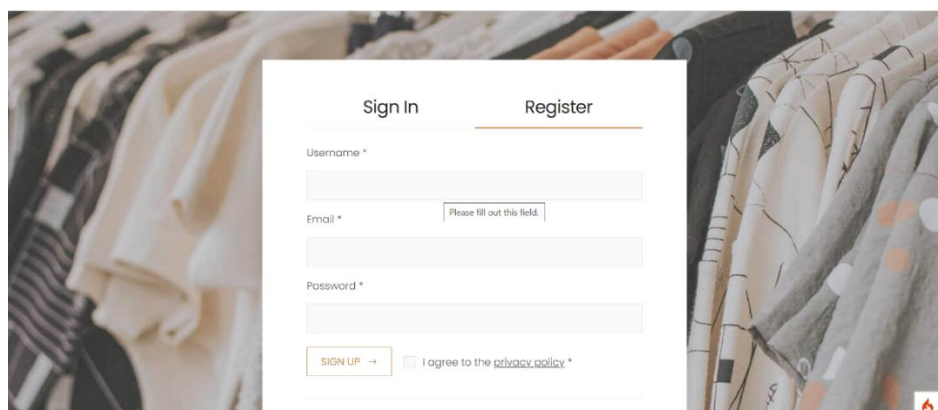 Sign In Register
Username *
Please fill out this field.
Email *
Password *
SIGN UP → I agree to the privacy policy *